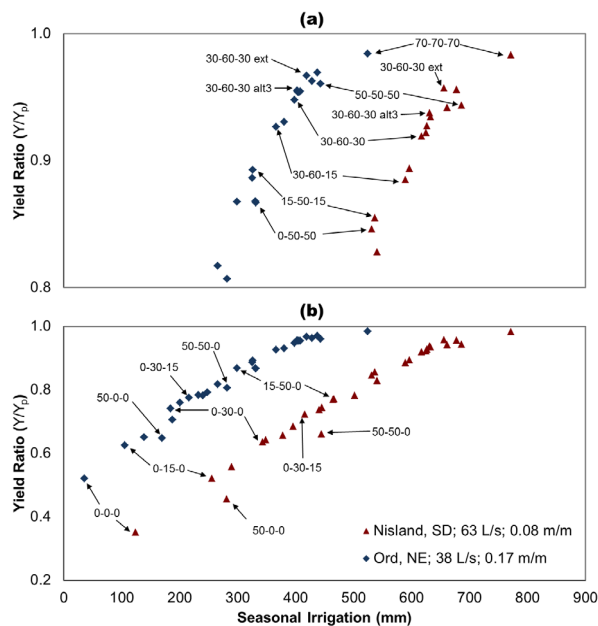 (a)
1.0
0.9
0.8
Yield Ratio (Y/Yp)
70-70-70
30-60-30 ext
30-60-30 ext
30-60-30 alt3
50-50-50
30-60-30 alt3
30-60-30
30-60-15
15-50-15
0-50-50
(b)
1.0
0.8
0.6
0.4
0.2
Yield Ratio (Y/Yp)
50-50-0
0-30-15
15-50-0
50-0-0
0-30-0
50-50-0
0-30-15
0-15-0
0-0-0
50-0-0
Nisland, SD; 63 L/s; 0.08 m/m
Ord, NE; 38 L/s; 0.17 m/m
0 100 200 300 400 500 600 700 800 900
Seasonal Irrigation (mm)